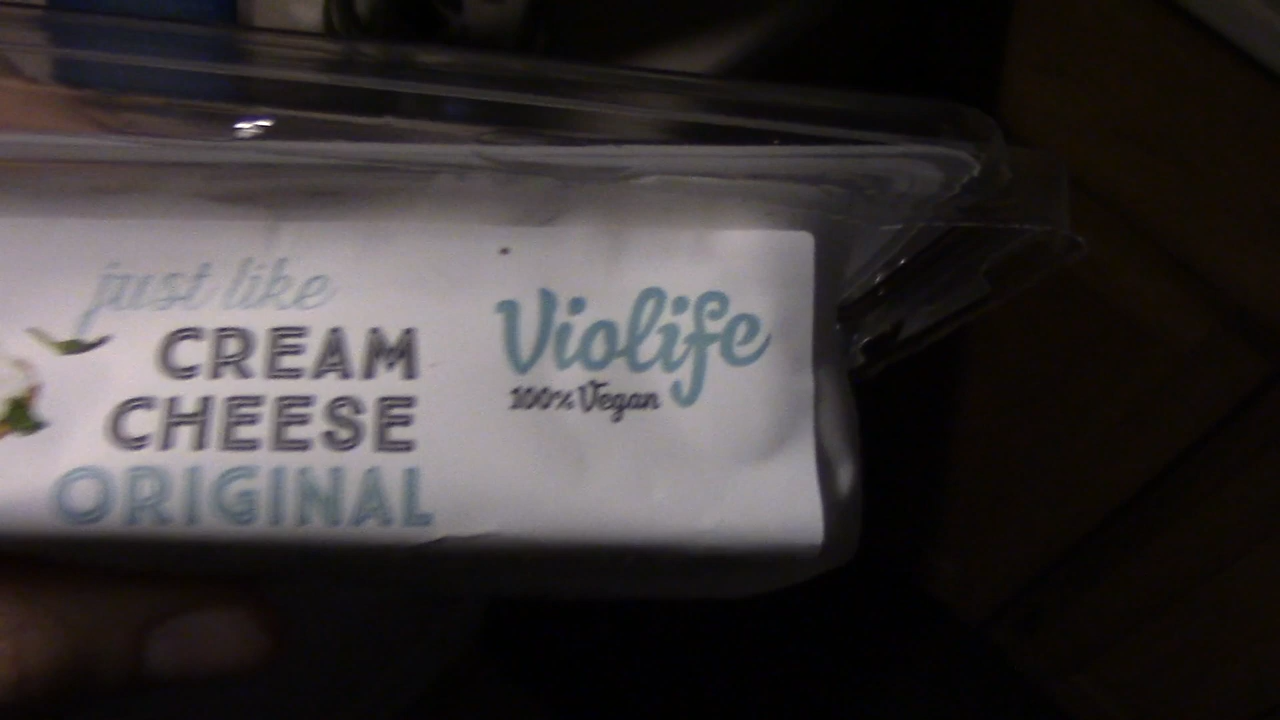 just like
CREAM
CHEESE
ORIGINAL
Violife
100% Vegan